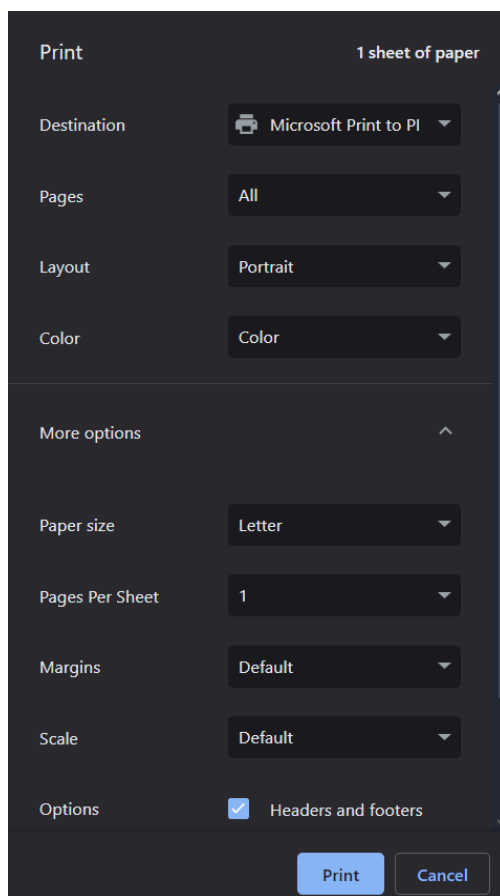 Print 1 sheet of paper
Destination Microsoft Print to PI
Pages All
Layout Portrait
Color Color
More options
Paper size Letter
Pages Per Sheet 1
Margins Default
Scale Default
Options Headers and footers
Print Cancel